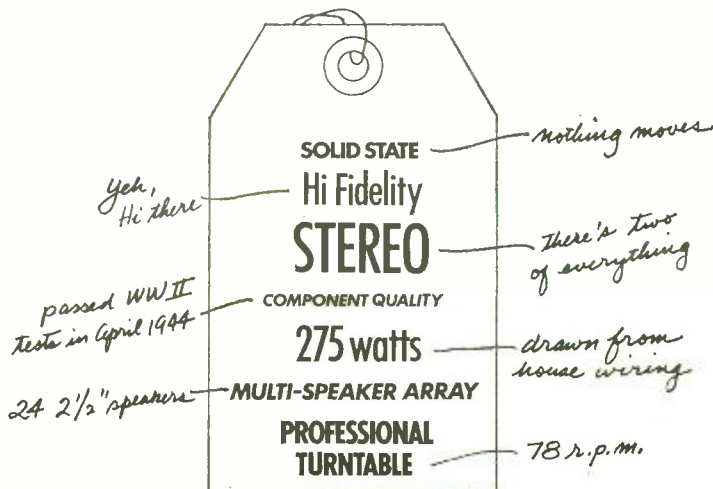 SOLID STATE
nothing moves
Yeh,
Hi there
Hi Fidelity
STEREO
there's two
of everything
passed WW II
tests in April 1944
COMPONENT QUALITY
275 watts
drawn from
house wiring
24 2 1/2" speakers
MULTI-SPEAKER ARRAY
PROFESSIONAL
TURNTABLE
78 r.p.m.